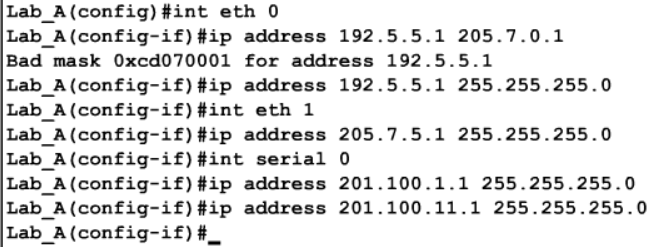 Lab_A(config)#int eth 0
Lab_A(config-if)#ip address 192.5.5.1 205.7.0.1
Bad mask 0xcd070001 for address 192.5.5.1
Lab_A(config-if)#ip address 192.5.5.1 255.255.255.0
Lab_A(config-if)#int eth 1
Lab_A(config-if)#ip address 205.7.5.1 255.255.255.0
Lab_A(config-if)#int serial 0
Lab_A(config-if)#ip address 201.100.1.1 255.255.255.0
Lab_A(config-if)#ip address 201.100.11.1 255.255.255.0
Lab_A(config-if)#_